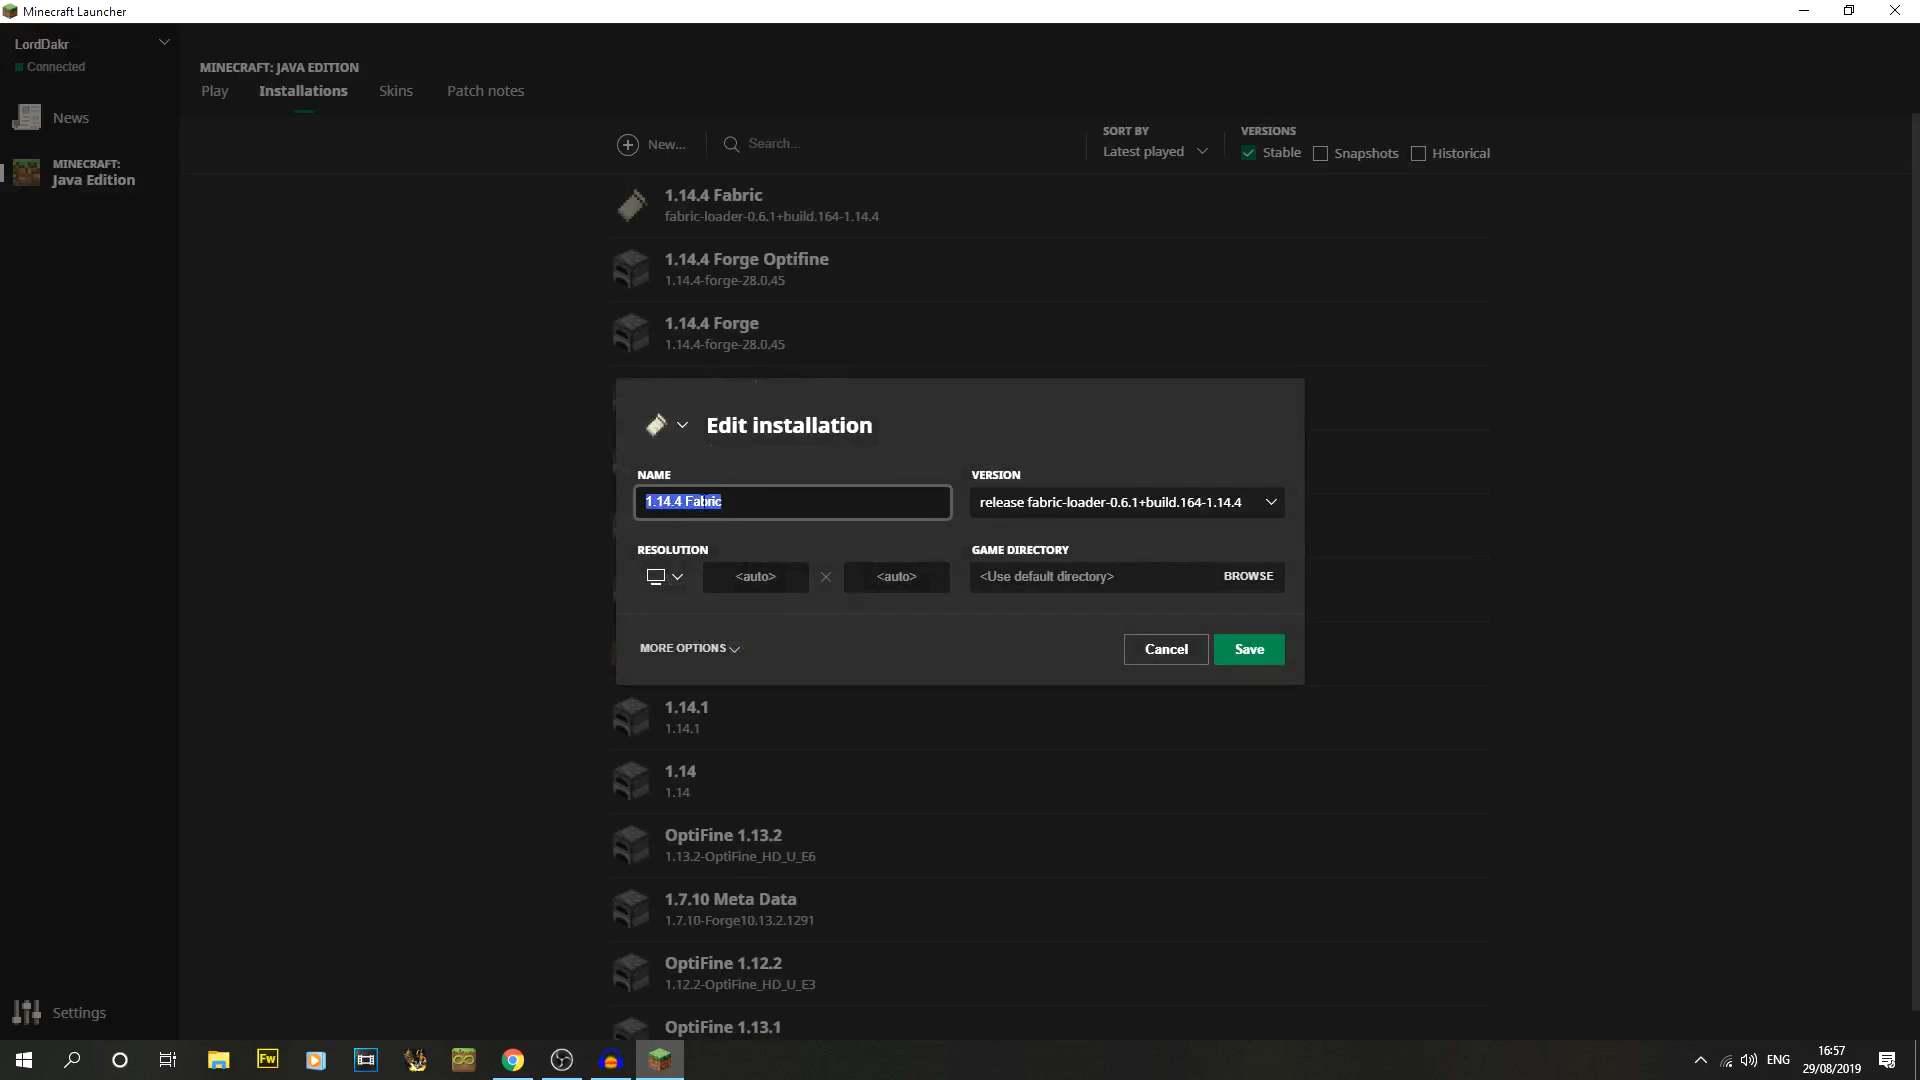 Minecraft Launcher
LordDakr
Connected
News
MINECRAFT:
Java Edition
Settings
MINECRAFT: JAVA EDITION
Play Installations Skins Patch notes
New...
Search...
SORT BY
Latest played
VERSIONS
Stable Snapshots Historical
1.14.4 Fabric
fabric-loader-0.6.1+build.164-1.14.4
1.14.4 Forge Optifine
1.14.4-forge-28.0.45
1.14.4 Forge
1.14.4-forge-28.0.45
Edit installation
NAME
1.14.4 Fabric
VERSION
release fabric-loader-0.6.1+build.164-1.14.4
RESOLUTION
<auto> <auto>
GAME DIRECTORY
<Use default directory> BROWSE
MORE OPTIONS
Cancel Save
1.14.1
1.14.1
1.14
1.14
OptiFine 1.13.2
1.13.2-OptiFine_HD_U_E6
1.7.10 Meta Data
1.7.10-Forge10.13.2.1291
OptiFine 1.12.2
1.12.2-OptiFine_HD_U_E3
OptiFine 1.13.1
Fw
ENG
16:57
29/08/2019